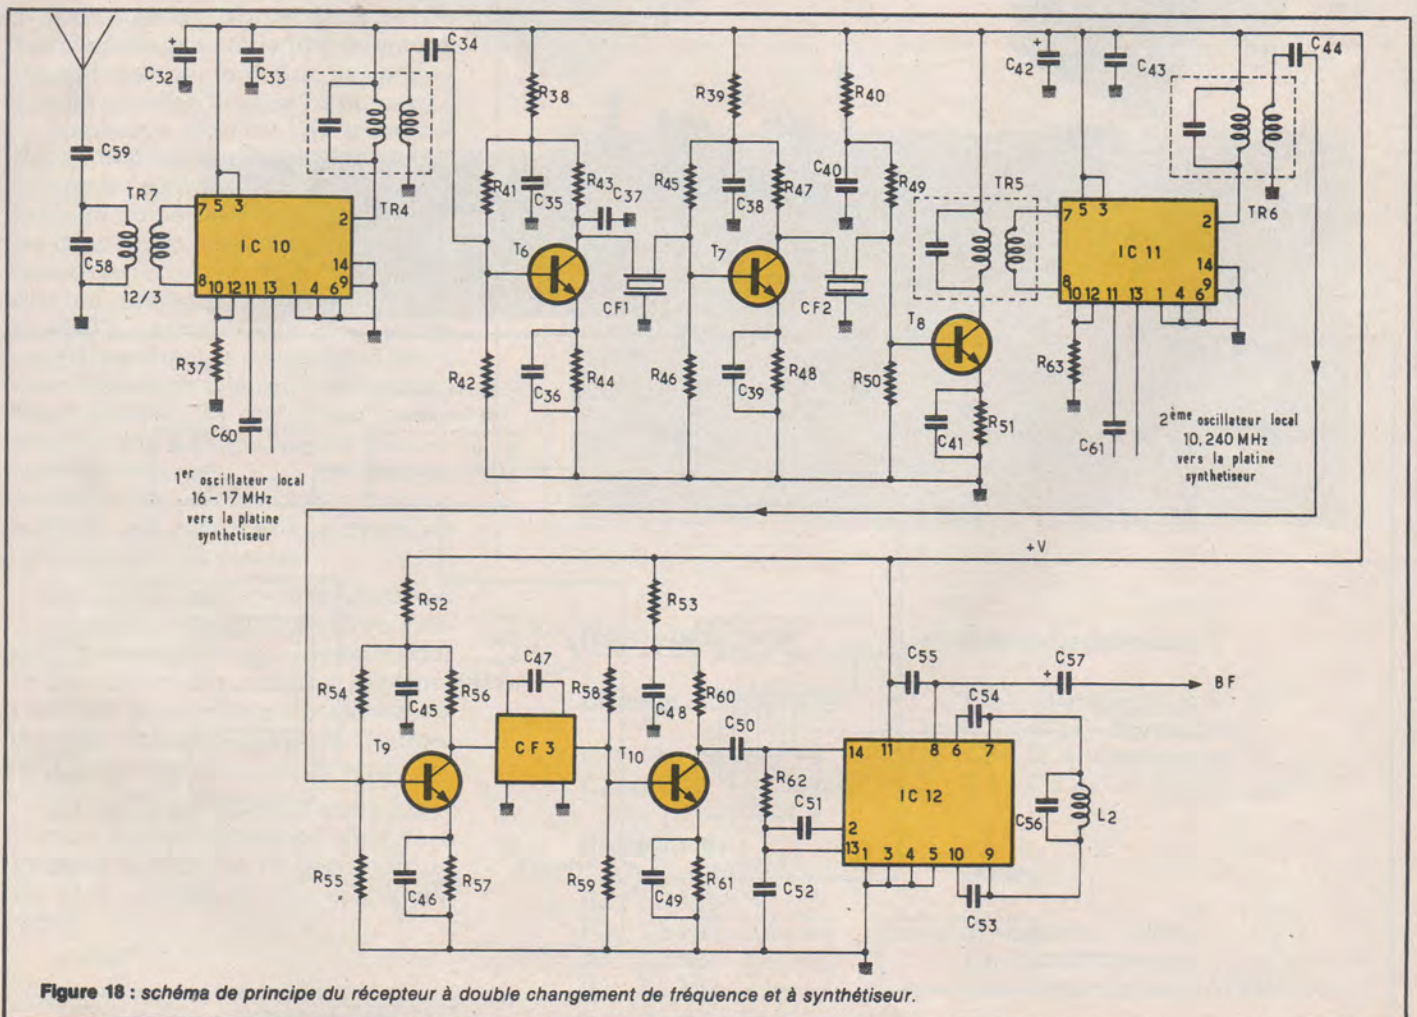 C32
C33
C34
R38
R39
R40
C42
C43
C44
C59
TR7
TR4
R41
C35
R43
C37
R45
C38
R47
C40
R49
TR5
TR6
C58
12/3
7
5
3
2
IC 10
14
9
8
10
12
11
13
1
4
6
T6
CF1
T7
CF2
T8
7
5
3
2
IC 11
14
9
8
10
12
11
13
1
4
6
R37
C60
R42
C36
R44
R46
C39
R48
R50
C41
R51
R63
C61
1er oscillateur local
16 – 17 MHz
vers la platine
synthétiseur
2ème oscillateur local
10,240 MHz
vers la platine
synthetiseur
+V
R52
R53
R54
C45
R56
C47
R58
C48
R60
C50
C55
C57
+
BF
C54
T9
CF3
T10
14
11
8
6
7
R62
C51
IC 12
2
13
1
3
4
5
10
9
C56
L2
R55
C46
R57
R59
C49
R61
C52
C53
Figure 18 : schéma de principe du récepteur à double changement de fréquence et à synthétiseur.